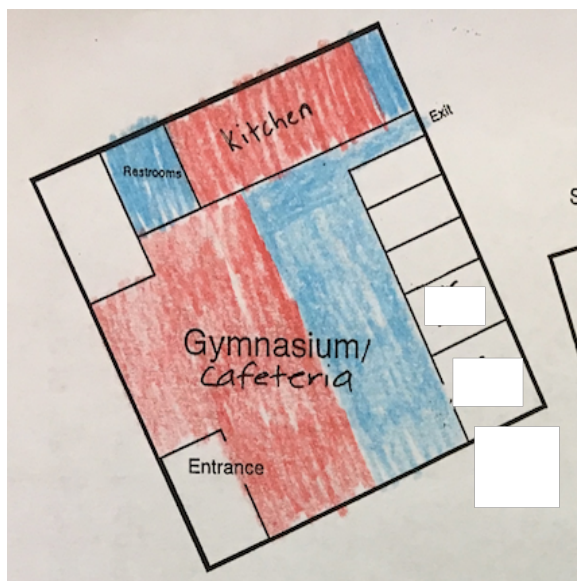 Kitchen
Exit
Restrooms
Gymnasium/
Cafeteria
Entrance
S